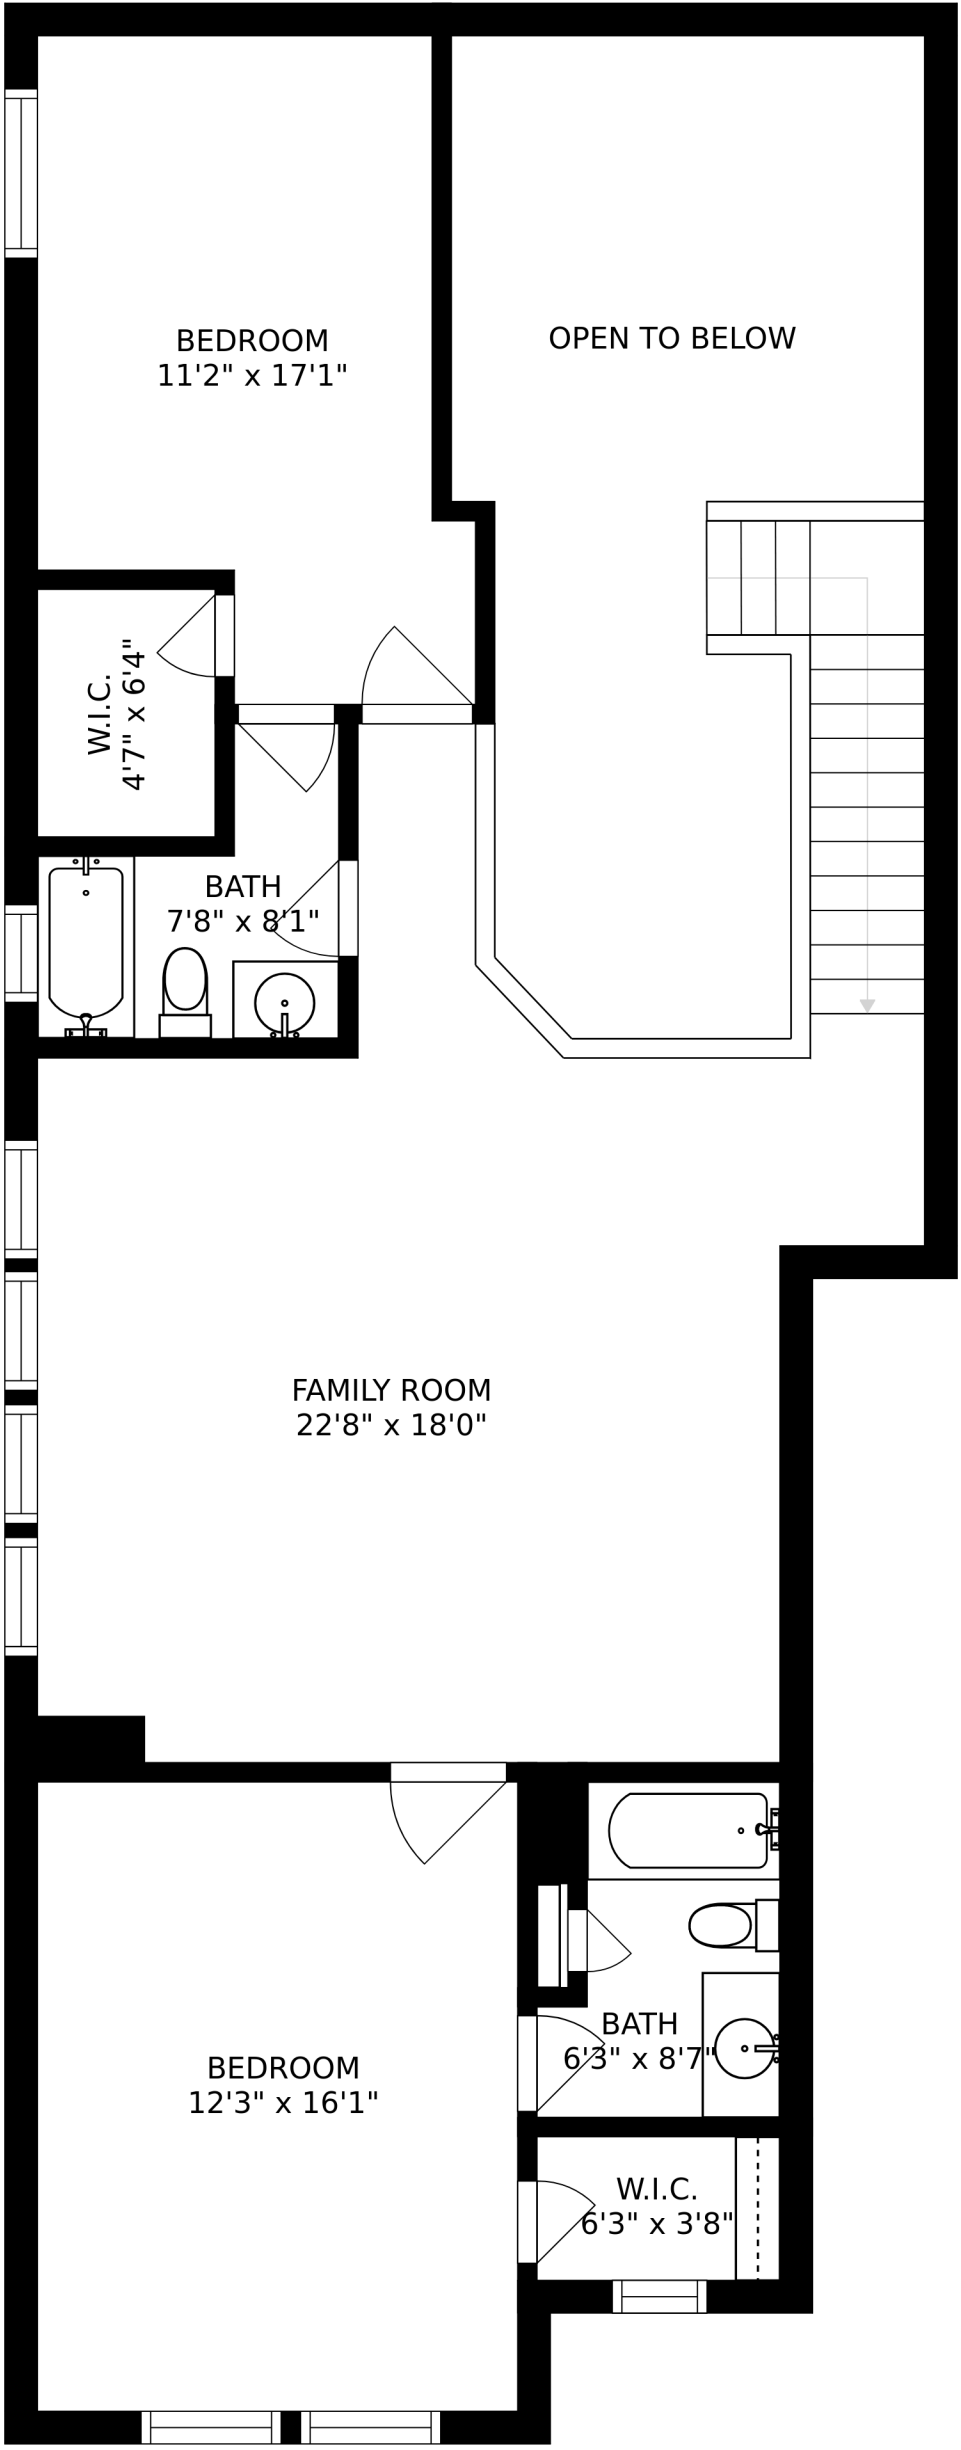 BEDROOM
11'2" x 17'1"
OPEN TO BELOW
W.I.C.
4'7" x 6'4"
BATH
7'8" x 8'1"
FAMILY ROOM
22'8" x 18'0"
BATH
6'3" x 8'7"
BEDROOM
12'3" x 16'1"
W.I.C.
6'3" x 3'8"